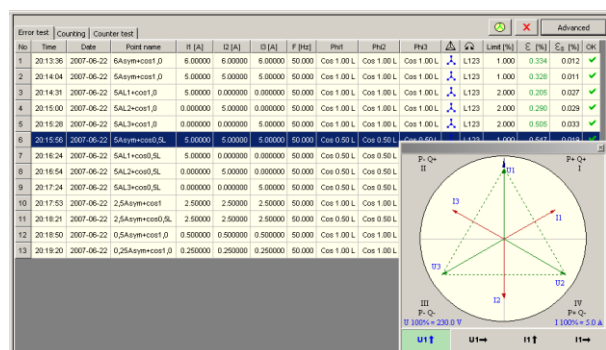 Advanced
Error test Counting Counter test
No Time Date Point name I1 [A] I2 [A] I3 [A] F [Hz] Phi1 Phi2 Phi3 Limit [%] ε [%] εs [%] OK
1 20:13:36 2007-06-22 6Asym+cos1,0 6.00000 6.00000 6.00000 50.000 Cos 1.00 L Cos 1.00 L Cos 1.00 L L123 1.000 0.334 0.012
2 20:14:04 2007-06-22 5Asym+cos1,0 5.00000 5.00000 5.00000 50.000 Cos 1.00 L Cos 1.00 L Cos 1.00 L L123 1.000 0.328 0.011
3 20:14:31 2007-06-22 5AL1+cos1,0 5.00000 0.000000 0.000000 50.000 Cos 1.00 L Cos 1.00 L Cos 1.00 L L123 2.000 0.205 0.027
4 20:15:00 2007-06-22 5AL2+cos1,0 0.000000 5.00000 0.000000 50.000 Cos 1.00 L Cos 1.00 L Cos 1.00 L L123 2.000 0.290 0.029
5 20:15:28 2007-06-22 5AL3+cos1,0 0.000000 0.000000 5.00000 50.000 Cos 1.00 L Cos 1.00 L Cos 1.00 L L123 2.000 0.505 0.033
6 20:15:56 2007-06-22 5Asym+cos0,5L 5.00000 5.00000 5.00000 50.000 Cos 0.50 L Cos 0.50 L Cos 0.50 L L123 1.000 0.547 0.019
7 20:16:24 2007-06-22 5AL1+cos0,5L 5.00000 0.000000 0.000000 50.000 Cos 0.50 L Cos 0.50 L
8 20:16:54 2007-06-22 5AL2+cos0,5L 0.000000 5.00000 0.000000 50.000 Cos 0.50 L Cos 0.50 L
9 20:17:24 2007-06-22 5AL3+cos0,5L 0.000000 0.000000 5.00000 50.000 Cos 0.50 L Cos 0.50 L
10 20:17:53 2007-06-22 2,5Asym+cos1 2.50000 2.50000 2.50000 50.000 Cos 1.00 L Cos 1.00 L
11 20:18:21 2007-06-22 2,5Asym+cos0,5L 2.50000 2.50000 2.50000 50.000 Cos 0.50 L Cos 0.50 L
12 20:18:50 2007-06-22 0,5Asym+cos1,0 0.500000 0.500000 0.500000 50.000 Cos 1.00 L Cos 1.00 L
13 20:19:20 2007-06-22 0,25Asym+cos1,0 0.250000 0.250000 0.250000 50.000 Cos 1.00 L Cos 1.00 L
P- Q+ P+ Q+
II I
U1
I3 I1
U3 U2
I2
III IV
P- Q- P+ Q-
U 100% = 230.0 V I 100% = 5.0 A
U1↑ U1→ I1↑ I1→